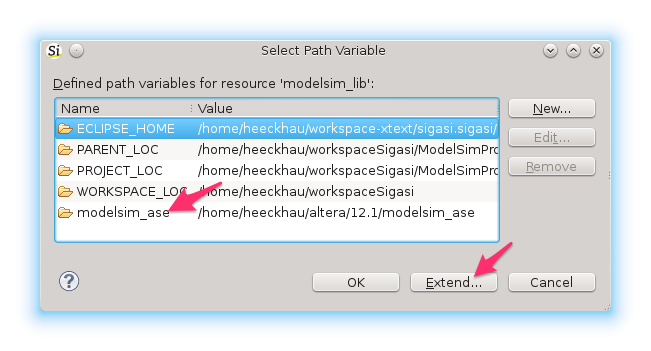 Si Select Path Variable
Defined path variables for resource 'modelsim_lib':
Name Value
ECLIPSE_HOME /home/heeckhau/workspace-xtext/sigasi.sigasi/
PARENT_LOC /home/heeckhau/workspaceSigasi/ModelSimPro
PROJECT_LOC /home/heeckhau/workspaceSigasi/ModelSimPro
WORKSPACE_LOC /home/heeckhau/workspaceSigasi
modelsim_ase /home/heeckhau/altera/12.1/modelsim_ase
New...
Edit...
Remove
?
OK Extend... Cancel